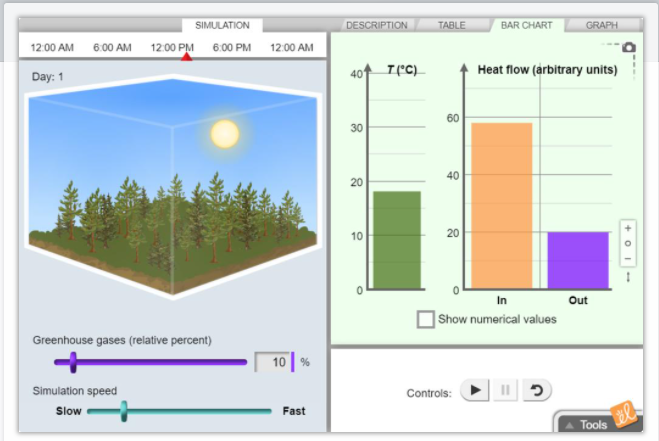 SIMULATION
12:00 AM 6:00 AM 12:00 PM 6:00 PM 12:00 AM
Day: 1
Greenhouse gases (relative percent)
10 %
Simulation speed
Slow Fast
DESCRIPTION TABLE BAR CHART GRAPH
T (°C)
40
30
20
10
0
Heat flow (arbitrary units)
60
40
20
0
In Out
Show numerical values
Controls:
Tools
el